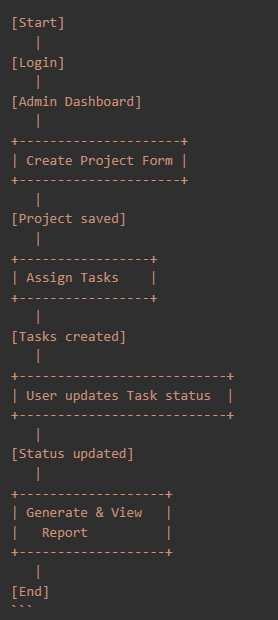 [Start]
   |
[Login]
   |
[Admin Dashboard]
   |
+---------------------+
| Create Project Form |
+---------------------+
   |
[Project saved]
   |
+-----------------+
| Assign Tasks    |
+-----------------+
   |
[Tasks created]
   |
+---------------------------+
| User updates Task status  |
+---------------------------+
   |
[Status updated]
   |
+-------------------+
| Generate & View   |
|   Report          |
+-------------------+
   |
[End]
```